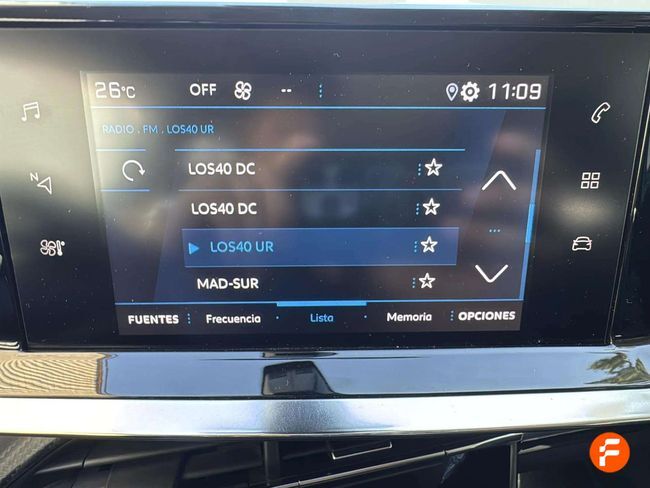 26°C OFF -- 11:09
RADIO . FM . LOS40 UR
N
LOS40 DC
LOS40 DC
LOS40 UR
MAD-SUR
FUENTES Frecuencia Lista Memoria OPCIONES
F